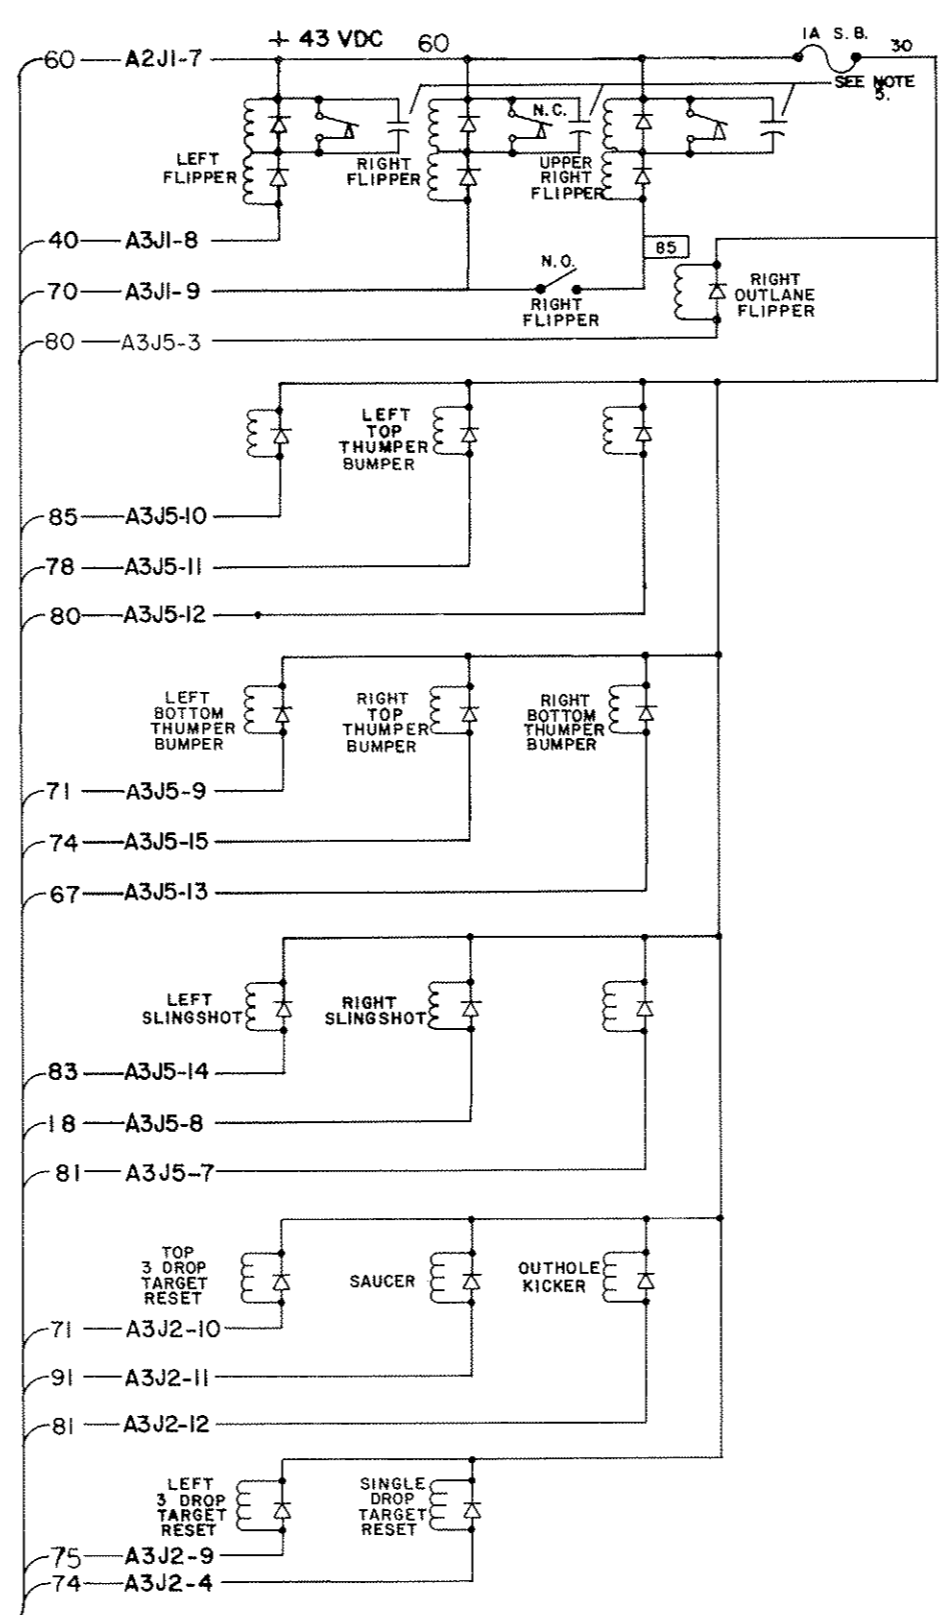 + 43 VDC
60
1A S.B.
30
60 A2J1-7
SEE NOTE
5.
N.C.
LEFT
FLIPPER
RIGHT
FLIPPER
UPPER
RIGHT
FLIPPER
40 A3J1-8
85
N.O.
70 A3J1-9
RIGHT
FLIPPER
RIGHT
OUTLANE
FLIPPER
80 A3J5-3
LEFT
TOP
THUMPER
BUMPER
85 A3J5-10
78 A3J5-11
80 A3J5-12
LEFT
BOTTOM
THUMPER
BUMPER
RIGHT
TOP
THUMPER
BUMPER
RIGHT
BOTTOM
THUMPER
BUMPER
71 A3J5-9
74 A3J5-15
67 A3J5-13
LEFT
SLINGSHOT
RIGHT
SLINGSHOT
83 A3J5-14
18 A3J5-8
81 A3J5-7
TOP
3 DROP
TARGET
RESET
SAUCER
OUTHOLE
KICKER
71 A3J2-10
91 A3J2-11
81 A3J2-12
LEFT
3 DROP
TARGET
RESET
SINGLE
DROP
TARGET
RESET
75 A3J2-9
74 A3J2-4